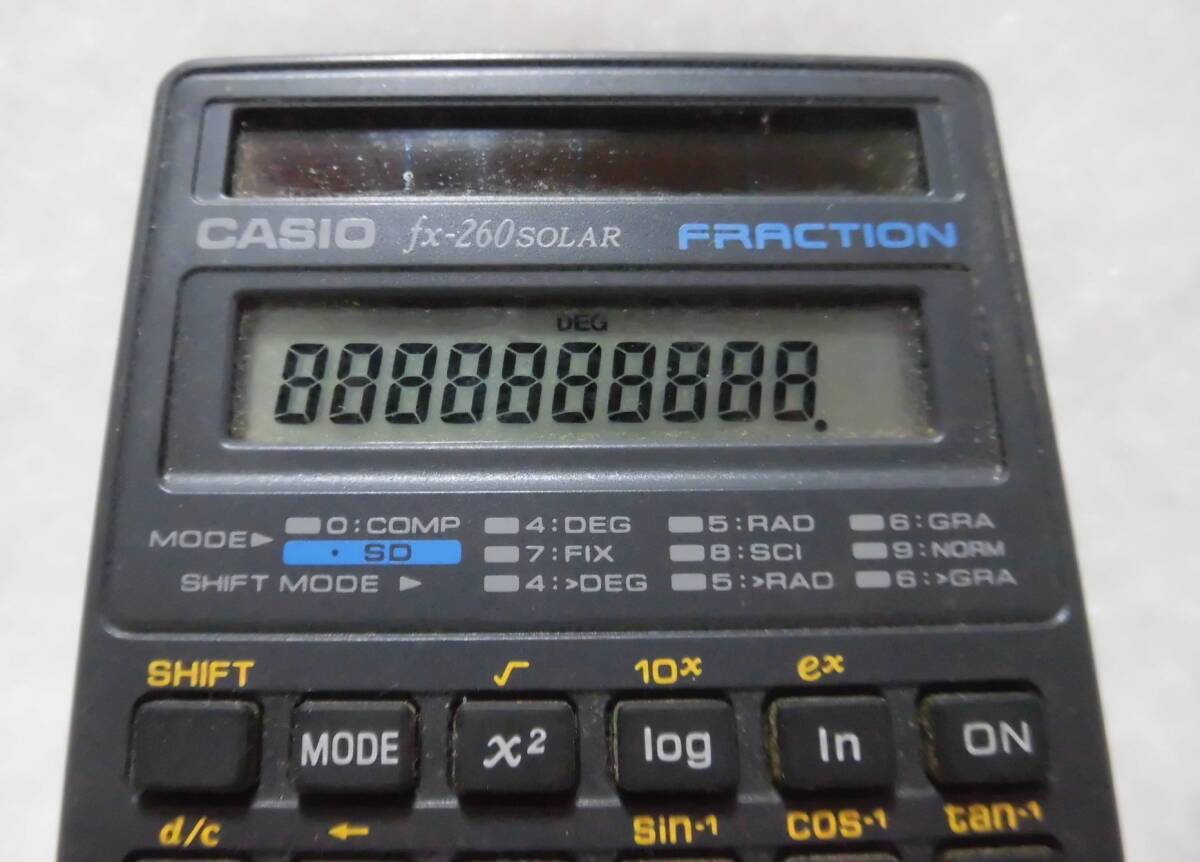 CASIO fx-260 SOLAR FRACTION
DEG
8888888888.
MODE▶ 0:COMP 4:DEG 5:RAD 6:GRA
· SD 7:FIX 8:SCI 9:NORM
SHIFT MODE ▶ 4:>DEG 5:>RAD 6:>GRA
SHIFT √ 10ˣ eˣ
MODE x² log ln ON
d/c ← sin⁻¹ cos⁻¹ tan⁻¹